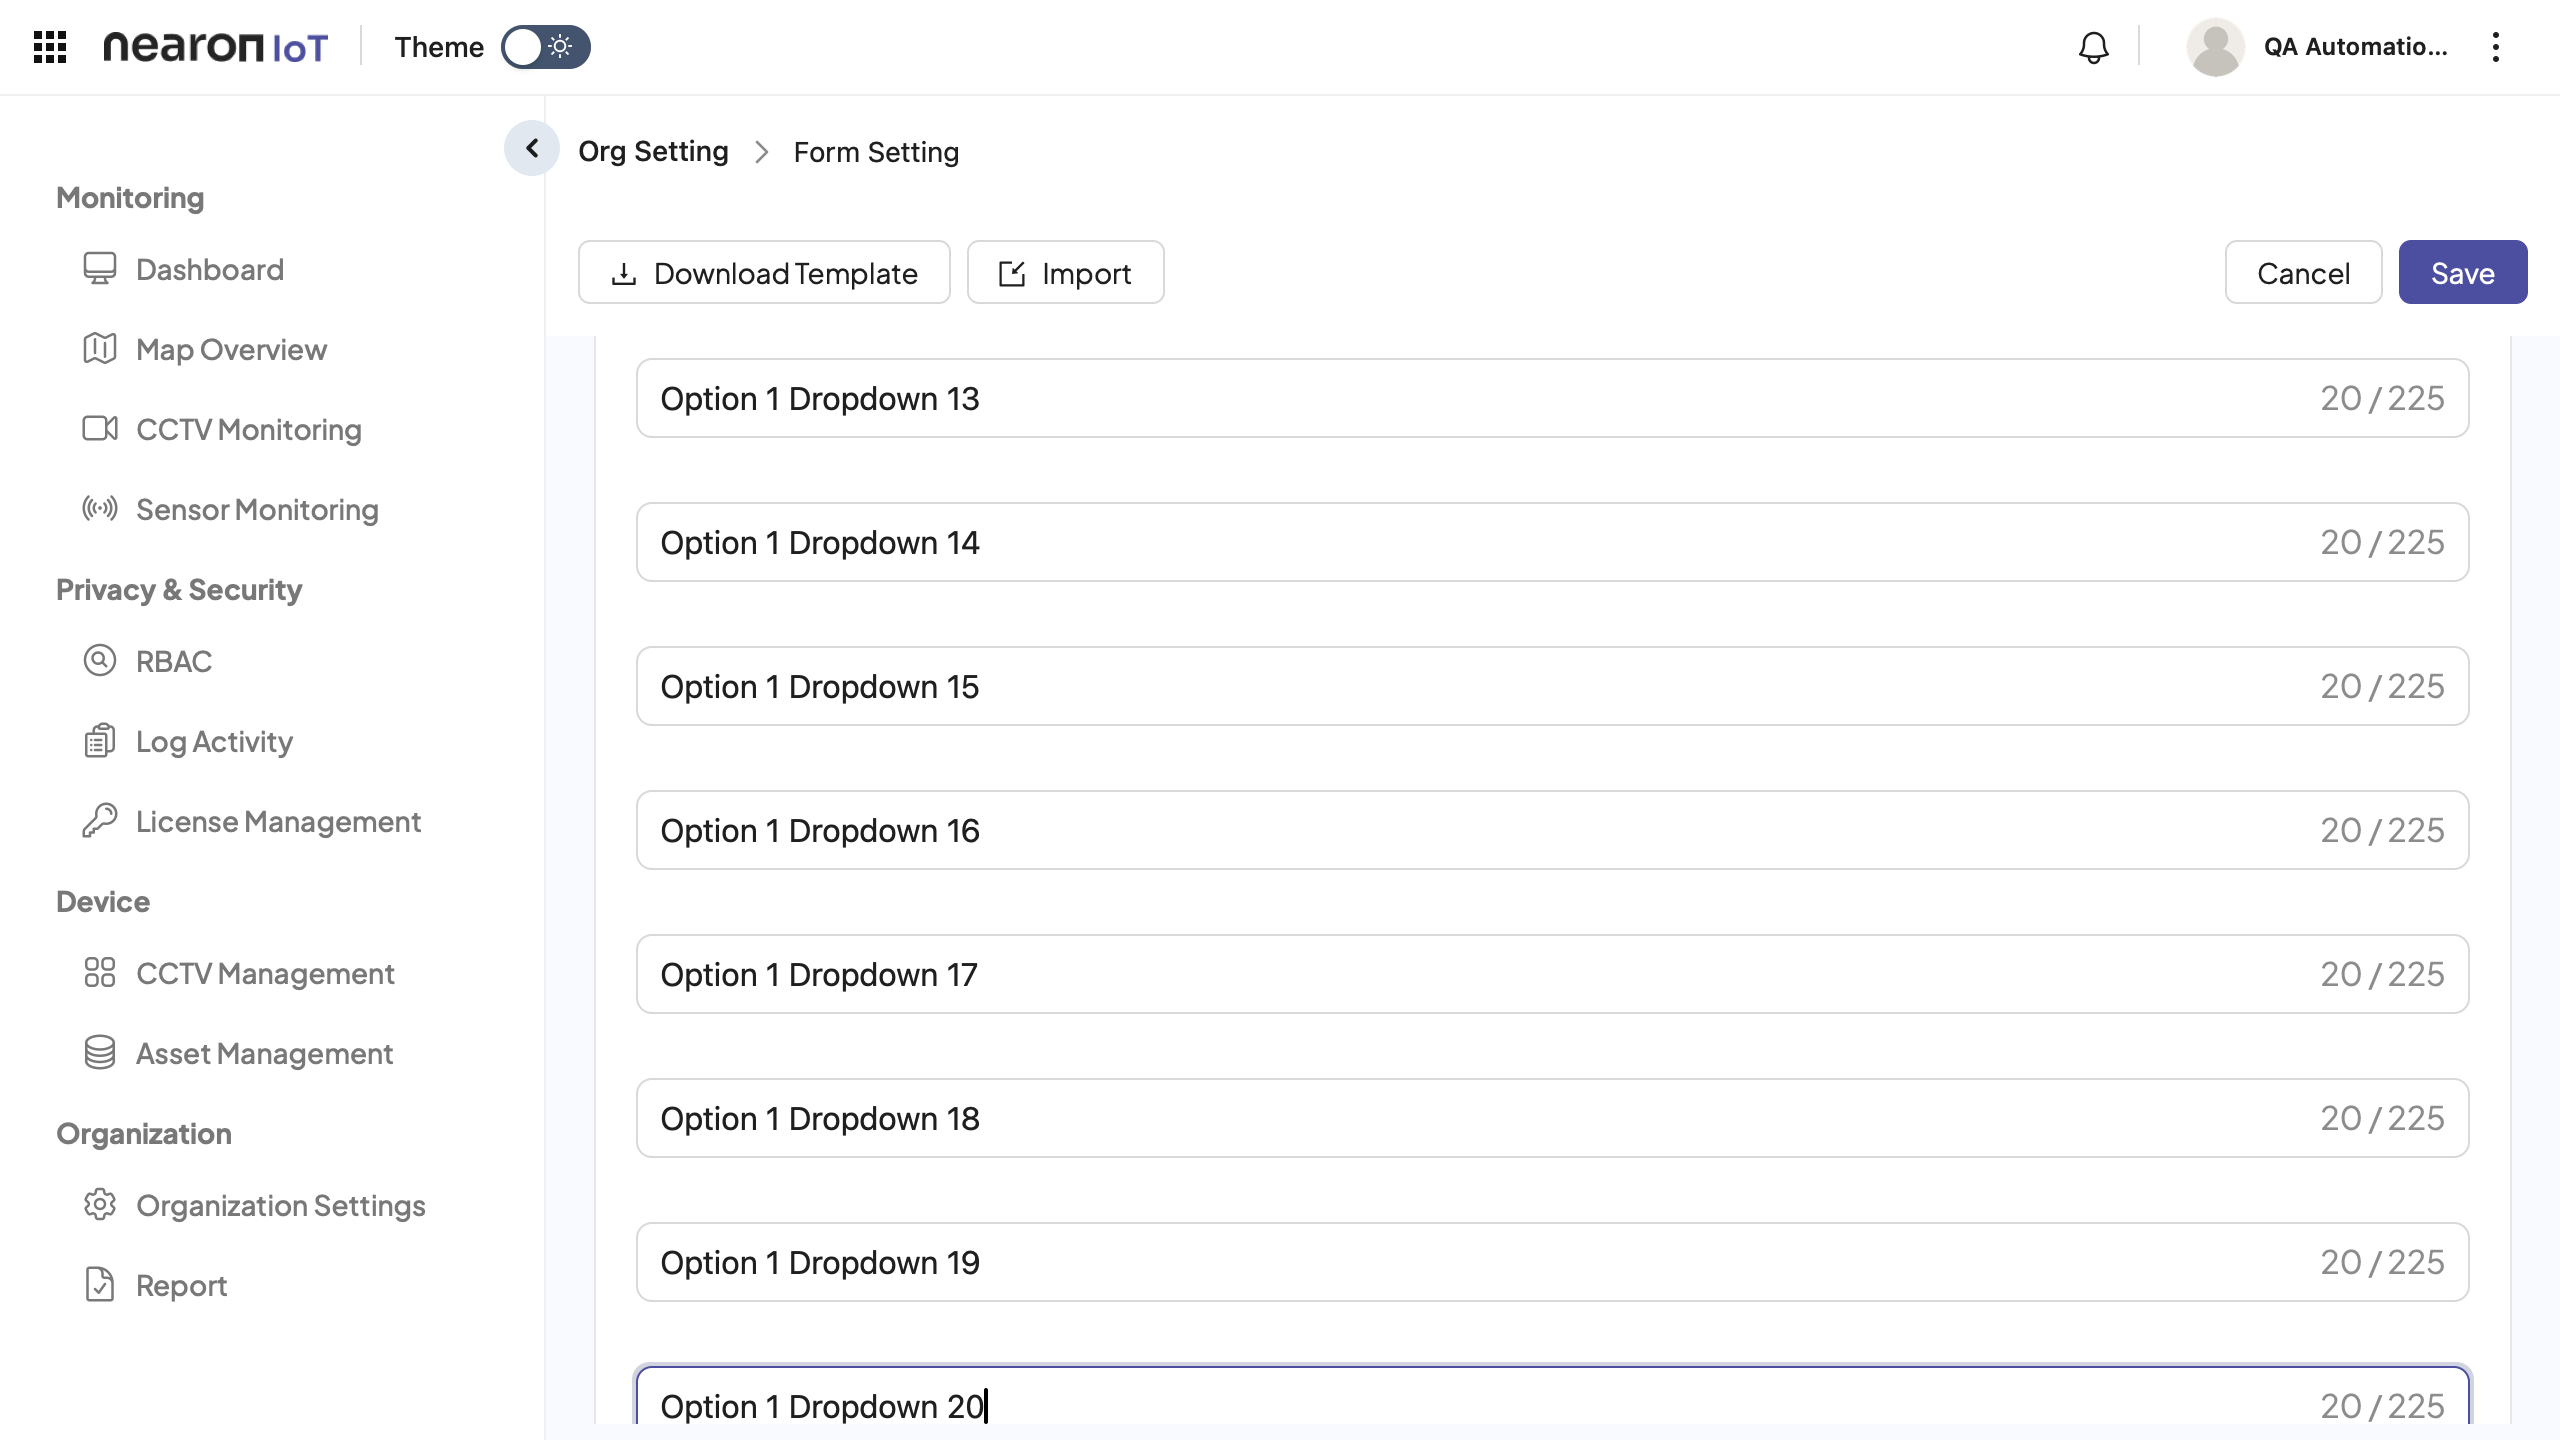 nearon IoT
Theme
QA Automatio...
Org Setting > Form Setting
Monitoring
Dashboard
Map Overview
CCTV Monitoring
Sensor Monitoring
Privacy & Security
RBAC
Log Activity
License Management
Device
CCTV Management
Asset Management
Organization
Organization Settings
Report
Download Template
Import
Cancel
Save
Option 1 Dropdown 13 20 / 225
Option 1 Dropdown 14 20 / 225
Option 1 Dropdown 15 20 / 225
Option 1 Dropdown 16 20 / 225
Option 1 Dropdown 17 20 / 225
Option 1 Dropdown 18 20 / 225
Option 1 Dropdown 19 20 / 225
Option 1 Dropdown 20 20 / 225